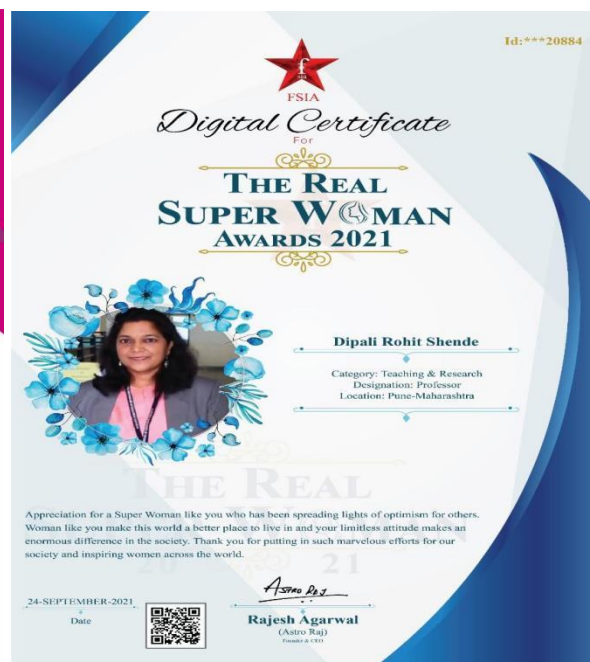 Id:***20884
f
FSIA
Digital Certificate
For
THE REAL
SUPER WOMAN
AWARDS 2021
Dipali Rohit Shende
Category: Teaching & Research
Designation: Professor
Location: Pune-Maharashtra
THE REAL
Appreciation for a Super Woman like you who has been spreading lights of optimism for others.
Woman like you make this world a better place to live in and your limitless attitude makes an
enormous difference in the society. Thank you for putting in such marvelous efforts for our
society and inspiring women across the world.
20 21
Astro Raj
24-SEPTEMBER-2021
Date
Rajesh Agarwal
(Astro Raj)
Founder & CEO